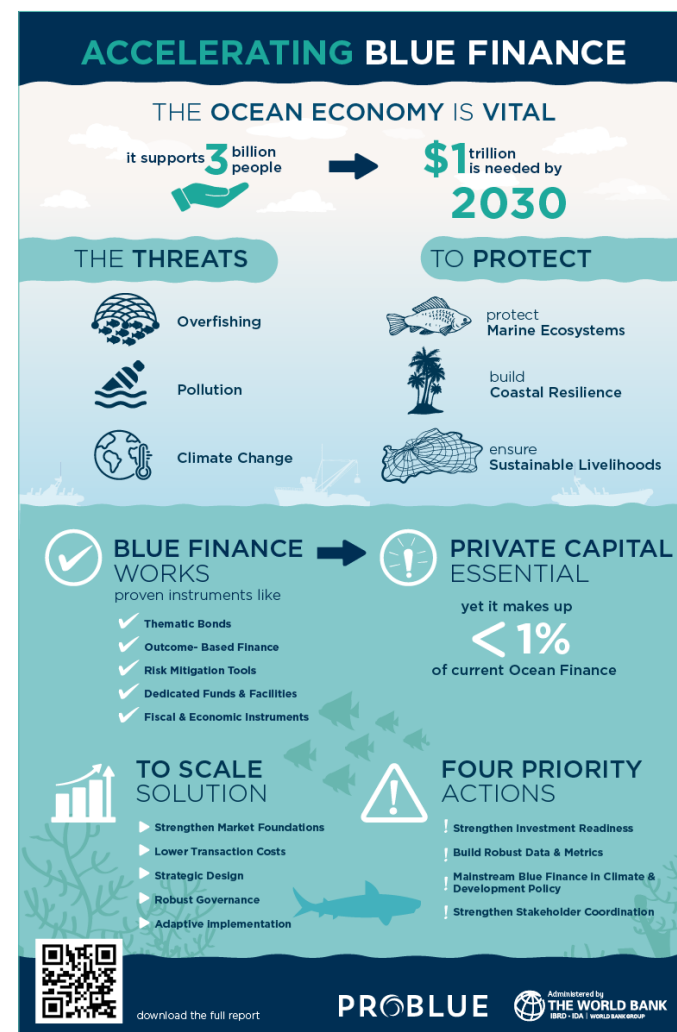 ACCELERATING BLUE FINANCE
THE OCEAN ECONOMY IS VITAL
it supports 3 billion people
$1 trillion is needed by
2030
THE THREATS
Overfishing
Pollution
Climate Change
TO PROTECT
protect
Marine Ecosystems
build
Coastal Resilience
ensure
Sustainable Livelihoods
BLUE FINANCE
WORKS
proven instruments like
Thematic Bonds
Outcome- Based Finance
Risk Mitigation Tools
Dedicated Funds & Facilities
Fiscal & Economic Instruments
PRIVATE CAPITAL
ESSENTIAL
yet it makes up
< 1%
of current Ocean Finance
TO SCALE
SOLUTION
Strengthen Market Foundations
Lower Transaction Costs
Strategic Design
Robust Governance
Adaptive Implementation
FOUR PRIORITY
ACTIONS
! Strengthen Investment Readiness
! Build Robust Data & Metrics
! Mainstream Blue Finance in Climate &
Development Policy
! Strengthen Stakeholder Coordination
download the full report
PROBLUE
Administered by
THE WORLD BANK
IBRD • IDA | WORLD BANK GROUP